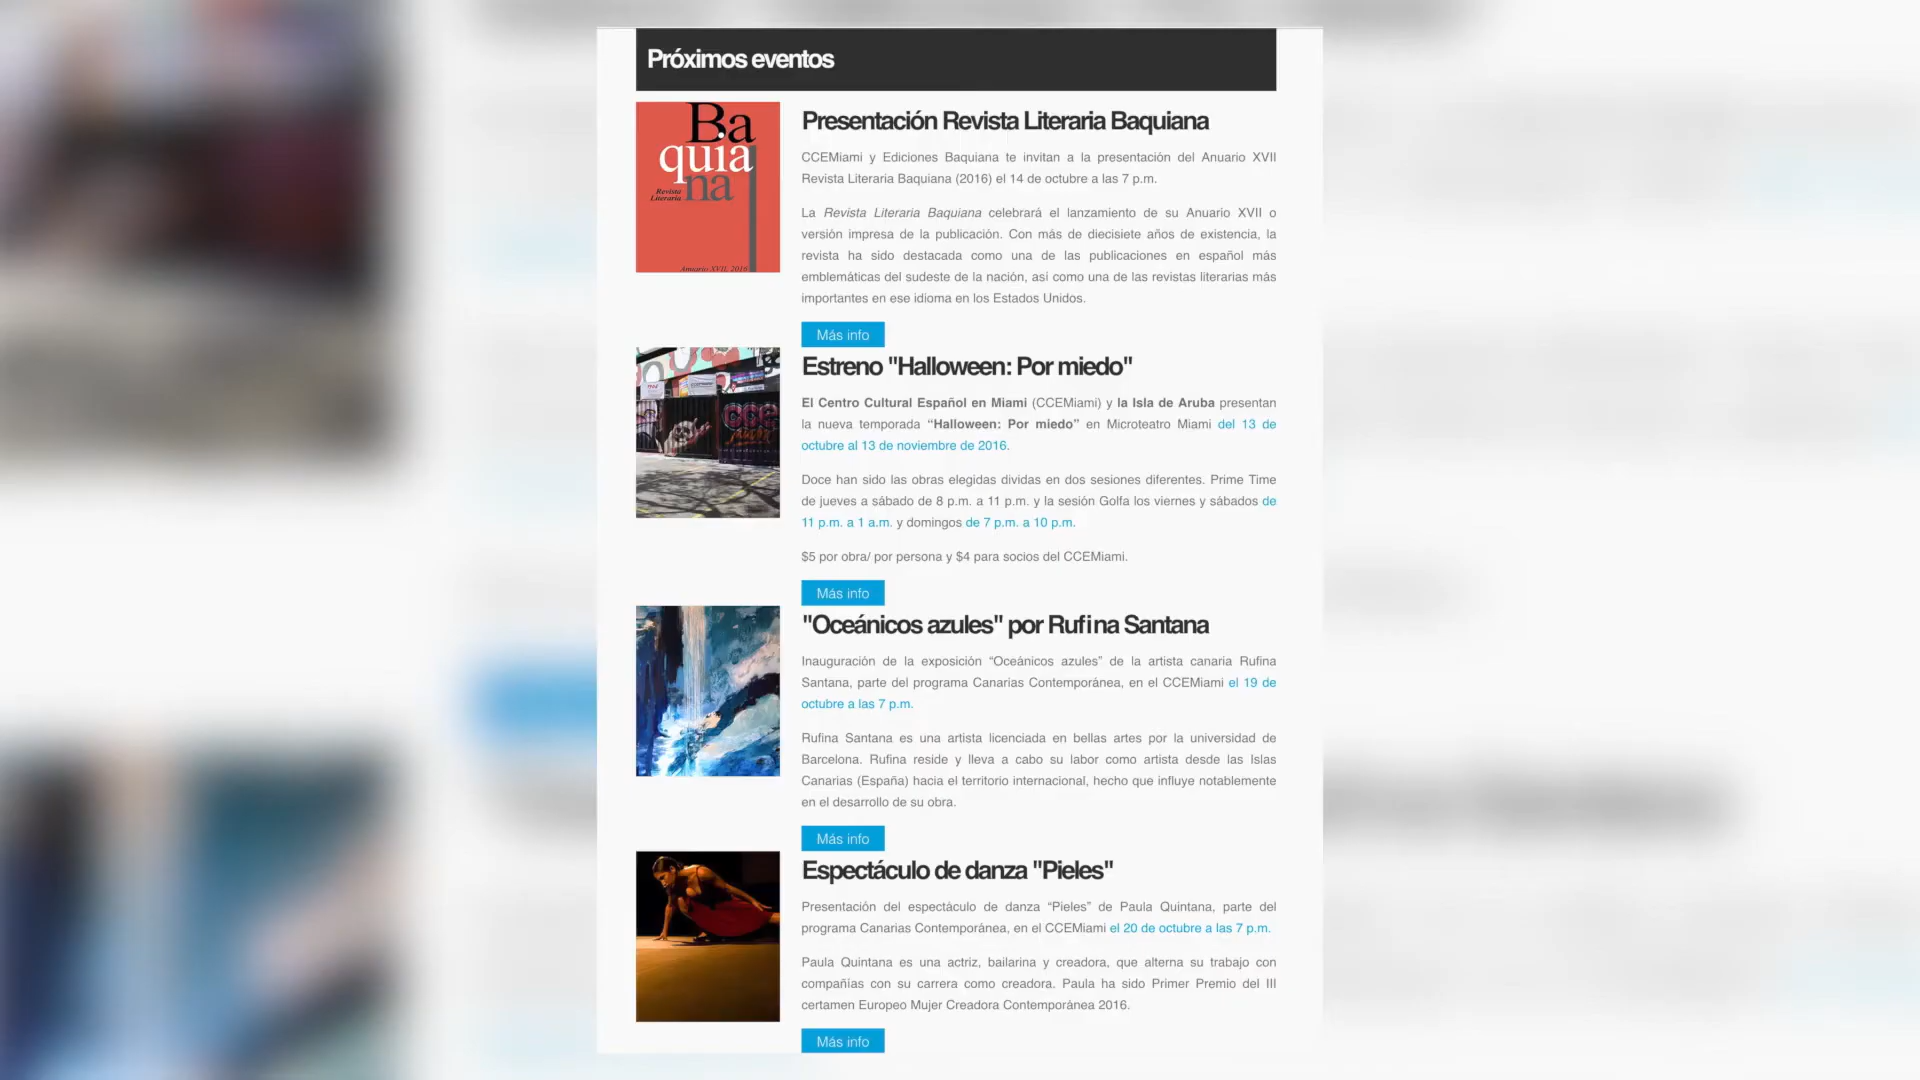 Próximos eventos
Ba
quia
na
Revista
Literaria
Anuario XVII, 2016
Presentación Revista Literaria Baquiana
CCEMiami y Ediciones Baquiana te invitan a la presentación del Anuario XVII
Revista Literaria Baquiana (2016) el 14 de octubre a las 7 p.m.
La Revista Literaria Baquiana celebrará el lanzamiento de su Anuario XVII o
versión impresa de la publicación. Con más de diecisiete años de existencia, la
revista ha sido destacada como una de las publicaciones en español más
emblemáticas del sudeste de la nación, así como una de las revistas literarias más
importantes en ese idioma en los Estados Unidos.
Más info
Estreno "Halloween: Por miedo"
El Centro Cultural Español en Miami (CCEMiami) y la Isla de Aruba presentan
la nueva temporada “Halloween: Por miedo” en Microteatro Miami del 13 de
octubre al 13 de noviembre de 2016.
Doce han sido las obras elegidas dividas en dos sesiones diferentes. Prime Time
de jueves a sábado de 8 p.m. a 11 p.m. y la sesión Golfa los viernes y sábados de
11 p.m. a 1 a.m. y domingos de 7 p.m. a 10 p.m.
$5 por obra/ por persona y $4 para socios del CCEMiami.
Más info
"Oceánicos azules" por Rufina Santana
Inauguración de la exposición “Oceánicos azules” de la artista canaria Rufina
Santana, parte del programa Canarias Contemporánea, en el CCEMiami el 19 de
octubre a las 7 p.m.
Rufina Santana es una artista licenciada en bellas artes por la universidad de
Barcelona. Rufina reside y lleva a cabo su labor como artista desde las Islas
Canarias (España) hacia el territorio internacional, hecho que influye notablemente
en el desarrollo de su obra.
Más info
Espectáculo de danza "Pieles"
Presentación del espectáculo de danza “Pieles” de Paula Quintana, parte del
programa Canarias Contemporánea, en el CCEMiami el 20 de octubre a las 7 p.m.
Paula Quintana es una actriz, bailarina y creadora, que alterna su trabajo con
compañías con su carrera como creadora. Paula ha sido Primer Premio del III
certamen Europeo Mujer Creadora Contemporánea 2016.
Más info